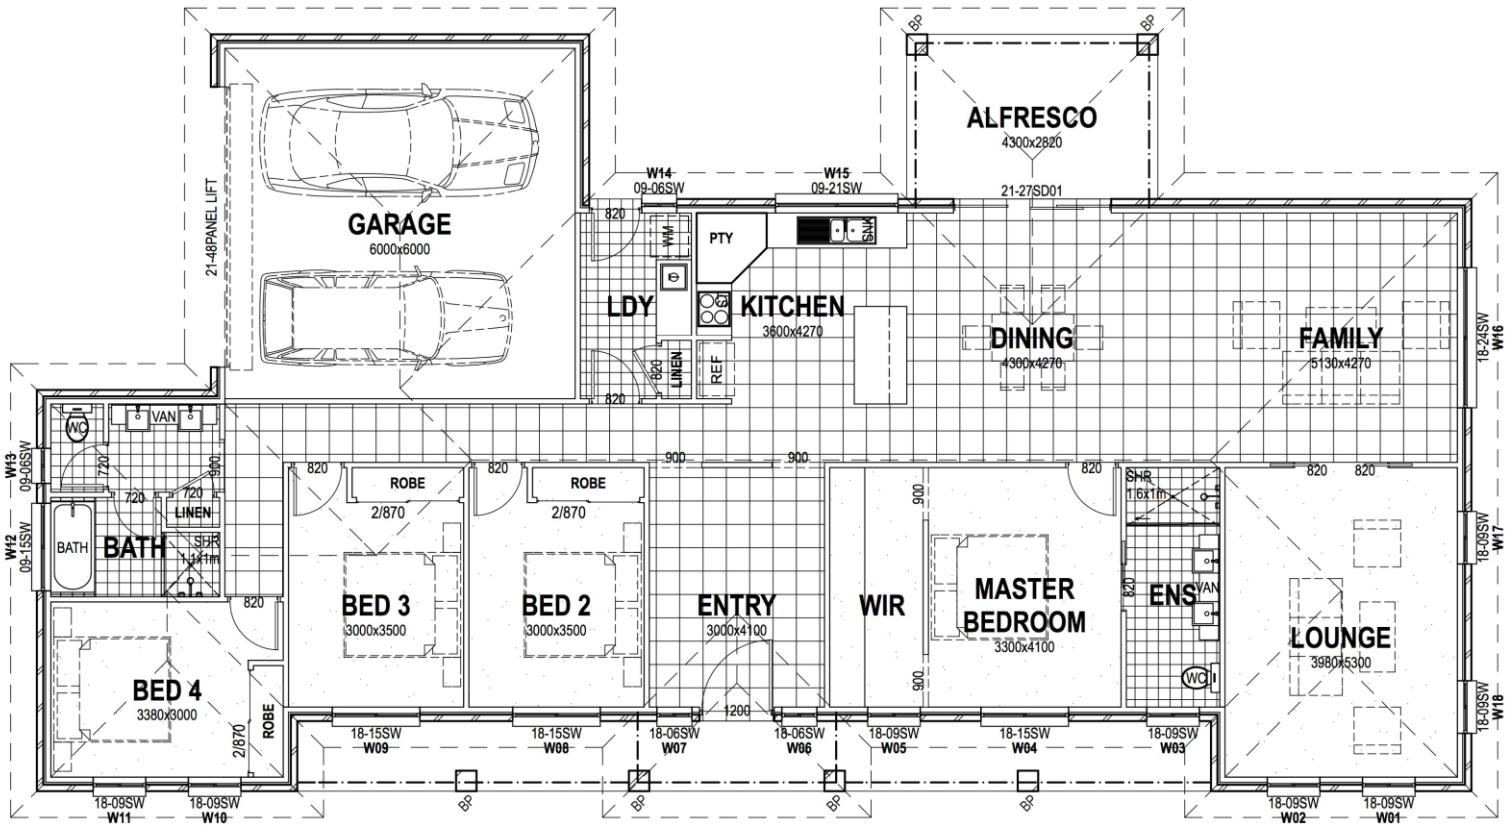 BP
BP
ALFRESCO
4300x2820
GARAGE
6000x6000
21-48PANEL LIFT
W14
09-06SW
W15
09-21SW
21-27SD01
820
WM
PTY
SNK
LDY
KITCHEN
3600x4270
DINING
4300x4270
FAMILY
5130x4270
18-24SW
W16
820
LINEN
REF
820
WC
VAN
W13
09-06SW
720
900
720
720
LINEN
W12
09-15SW
BATH
BATH
SHR
1.1x1m
820
820
ROBE
2/870
820
ROBE
2/870
900
900
820
SHR
1.6x1m
820
820
900
BED 3
3000x3500
BED 2
3000x3500
ENTRY
3000x4100
WIR
MASTER
BEDROOM
3300x4100
820
ENS
VAN
WC
LOUNGE
3980x5300
18-09SW
W17
18-09SW
W18
BED 4
3380x3000
2/870
ROBE
900
1200
18-15SW
W09
18-15SW
W08
18-06SW
W07
18-06SW
W06
18-09SW
W05
18-15SW
W04
18-09SW
W03
18-09SW
W11
18-09SW
W10
BP
BP
BP
BP
18-09SW
W02
18-09SW
W01